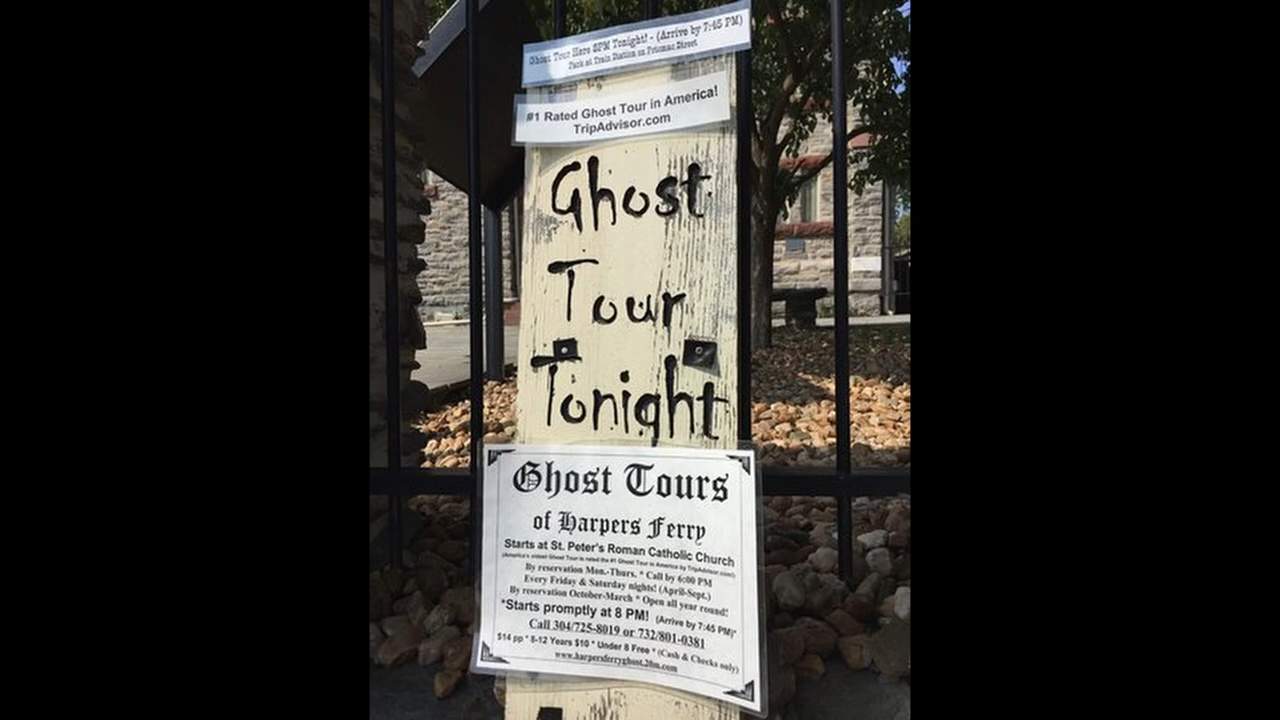 Ghost Tour Here 8PM Tonight! - (Arrive by 7:45 PM)
Park at Train Station on Potomac Street
#1 Rated Ghost Tour in America!
TripAdvisor.com
Ghost
Tour
Tonight
Ghost Tours
of Harpers Ferry
Starts at St. Peter's Roman Catholic Church
(America's oldest Ghost Tour is rated the #1 Ghost Tour in America by TripAdvisor.com!)
By reservation Mon.-Thurs. * Call by 6:00 PM
Every Friday & Saturday nights! (April-Sept.)
By reservation October-March * Open all year round!
*Starts promptly at 8 PM! (Arrive by 7:45 PM)*
Call 304/725-8019 or 732/801-0381
$14 pp * 8-12 Years $10 * Under 8 Free * (Cash & Checks only)
www.harpersferryghost.20m.com